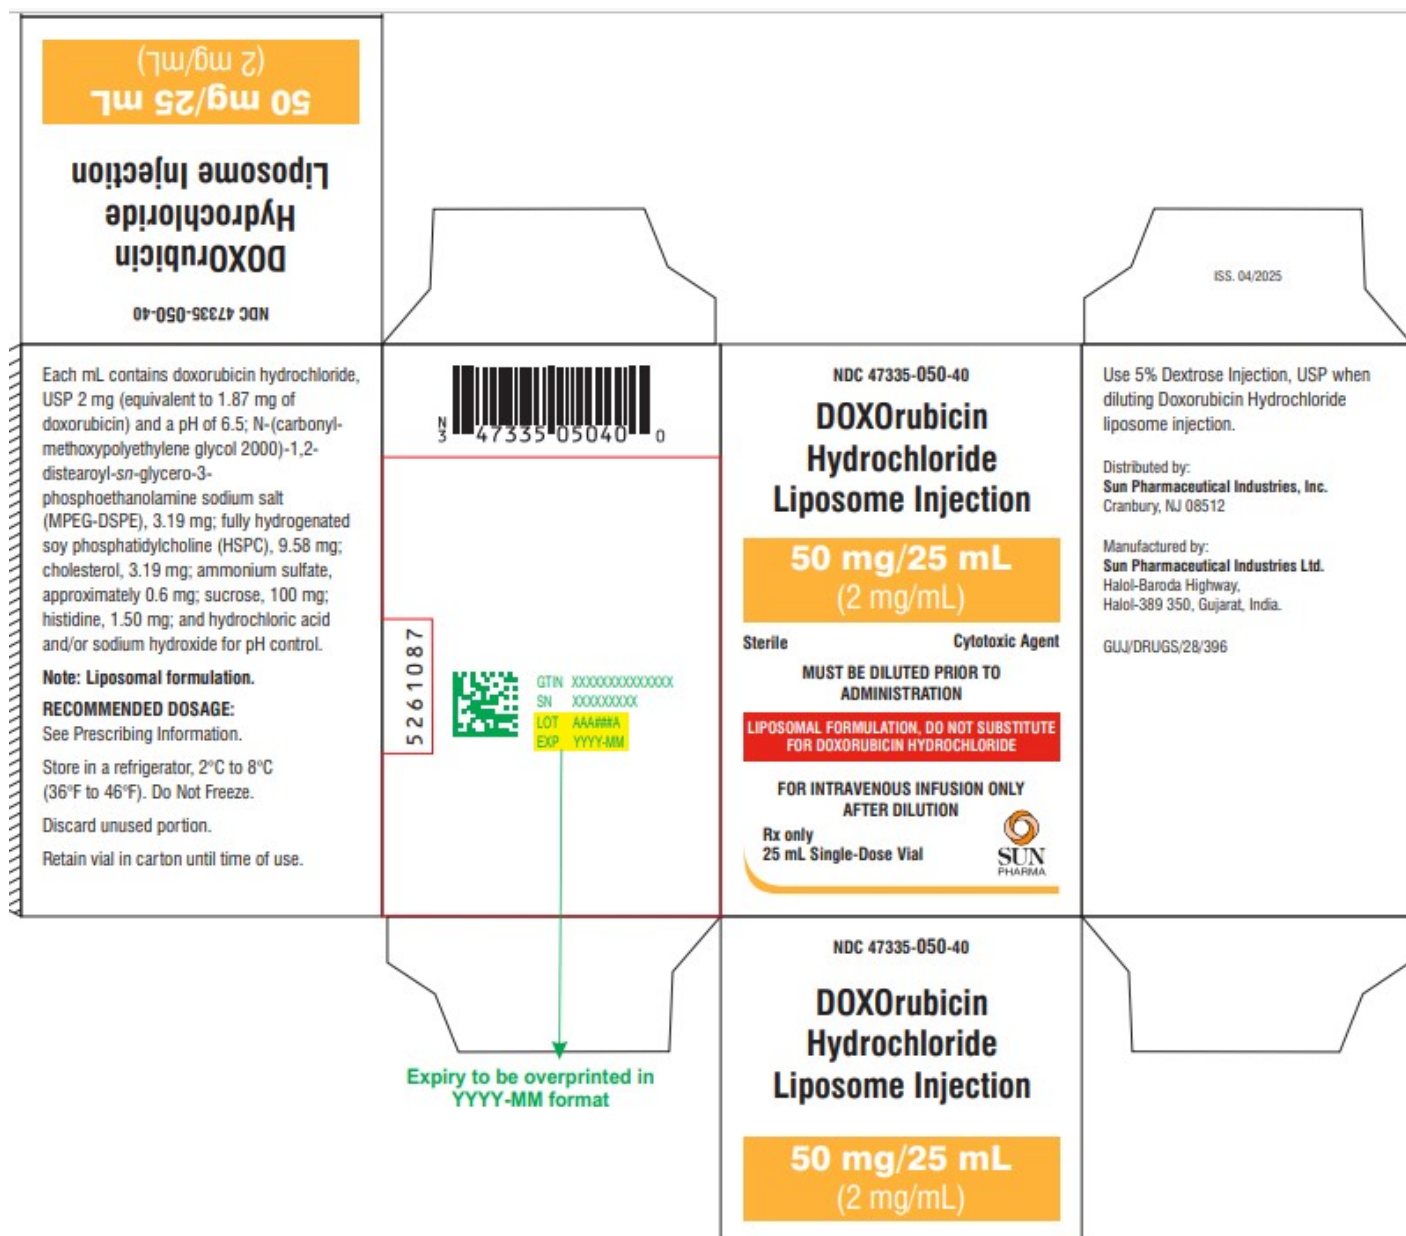 (2 mg/mL)
50 mg/25 mL
Liposome Injection
Hydrochloride
DOXOrubicin
NDC 47335-050-40
Each mL contains doxorubicin hydrochloride,
USP 2 mg (equivalent to 1.87 mg of
doxorubicin) and a pH of 6.5; N-(carbonyl-
methoxypolyethylene glycol 2000)-1,2-
distearoyl-sn-glycero-3-
phosphoethanolamine sodium salt
(MPEG-DSPE), 3.19 mg; fully hydrogenated
soy phosphatidylcholine (HSPC), 9.58 mg;
cholesterol, 3.19 mg; ammonium sulfate,
approximately 0.6 mg; sucrose, 100 mg;
histidine, 1.50 mg; and hydrochloric acid
and/or sodium hydroxide for pH control.
Note: Liposomal formulation.
RECOMMENDED DOSAGE:
See Prescribing Information.
Store in a refrigerator, 2°C to 8°C
(36°F to 46°F). Do Not Freeze.
Discard unused portion.
Retain vial in carton until time of use.
N
3 47335 05040 0
5261087
GTIN XXXXXXXXXXXXXX
SN XXXXXXXXX
LOT AAA###A
EXP YYYY-MM
Expiry to be overprinted in
YYYY-MM format
NDC 47335-050-40
DOXOrubicin
Hydrochloride
Liposome Injection
50 mg/25 mL
(2 mg/mL)
Sterile Cytotoxic Agent
MUST BE DILUTED PRIOR TO
ADMINISTRATION
LIPOSOMAL FORMULATION, DO NOT SUBSTITUTE
FOR DOXORUBICIN HYDROCHLORIDE
FOR INTRAVENOUS INFUSION ONLY
AFTER DILUTION
Rx only
25 mL Single-Dose Vial
SUN
PHARMA
NDC 47335-050-40
DOXOrubicin
Hydrochloride
Liposome Injection
50 mg/25 mL
(2 mg/mL)
ISS. 04/2025
Use 5% Dextrose Injection, USP when
diluting Doxorubicin Hydrochloride
liposome injection.
Distributed by:
Sun Pharmaceutical Industries, Inc.
Cranbury, NJ 08512
Manufactured by:
Sun Pharmaceutical Industries Ltd.
Halol-Baroda Highway,
Halol-389 350, Gujarat, India.
GUJ/DRUGS/28/396